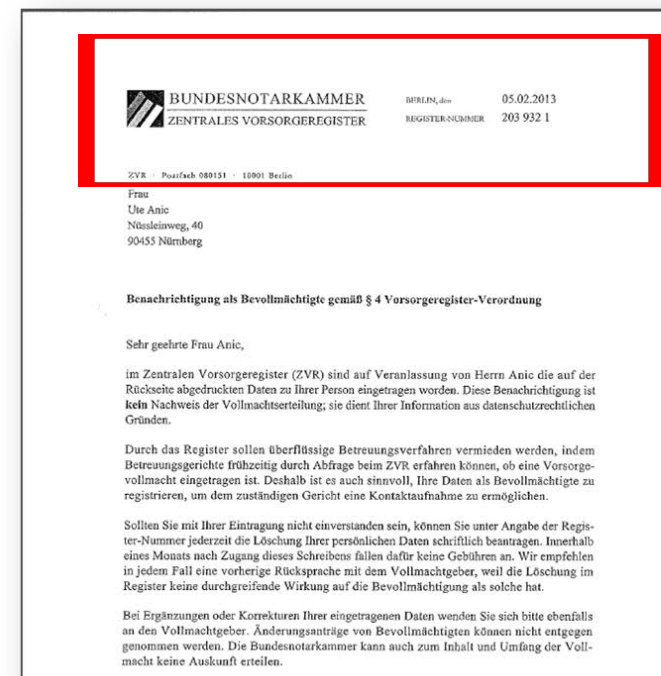 BUNDESNOTARKAMMER
ZENTRALES VORSORGEREGISTER
BERLIN, den 05.02.2013
REGISTER-NUMMER 203 932 1
ZVR · Postfach 080151 · 10001 Berlin
Frau
Ute Anic
Nüssleinweg, 40
90455 Nürnberg
Benachrichtigung als Bevollmächtigte gemäß § 4 Vorsorgeregister-Verordnung
Sehr geehrte Frau Anic,
im Zentralen Vorsorgeregister (ZVR) sind auf Veranlassung von Herrn Anic die auf der
Rückseite abgedruckten Daten zu Ihrer Person eingetragen worden. Diese Benachrichtigung ist
kein Nachweis der Vollmachtserteilung; sie dient Ihrer Information aus datenschutzrechtlichen
Gründen.
Durch das Register sollen überflüssige Betreuungsverfahren vermieden werden, indem
Betreuungsgerichte frühzeitig durch Abfrage beim ZVR erfahren können, ob eine Vorsorge-
vollmacht eingetragen ist. Deshalb ist es auch sinnvoll, Ihre Daten als Bevollmächtigte zu
registrieren, um dem zuständigen Gericht eine Kontaktaufnahme zu ermöglichen.
Sollten Sie mit Ihrer Eintragung nicht einverstanden sein, können Sie unter Angabe der Regis-
ter-Nummer jederzeit die Löschung Ihrer persönlichen Daten schriftlich beantragen. Innerhalb
eines Monats nach Zugang dieses Schreibens fallen dafür keine Gebühren an. Wir empfehlen
in jedem Fall eine vorherige Rücksprache mit dem Vollmachtgeber, weil die Löschung im
Register keine durchgreifende Wirkung auf die Bevollmächtigung als solche hat.
Bei Ergänzungen oder Korrekturen Ihrer eingetragenen Daten wenden Sie sich bitte ebenfalls
an den Vollmachtgeber. Änderungsanträge von Bevollmächtigten können nicht entgegen
genommen werden. Die Bundesnotarkammer kann auch zum Inhalt und Umfang der Voll-
macht keine Auskunft erteilen.